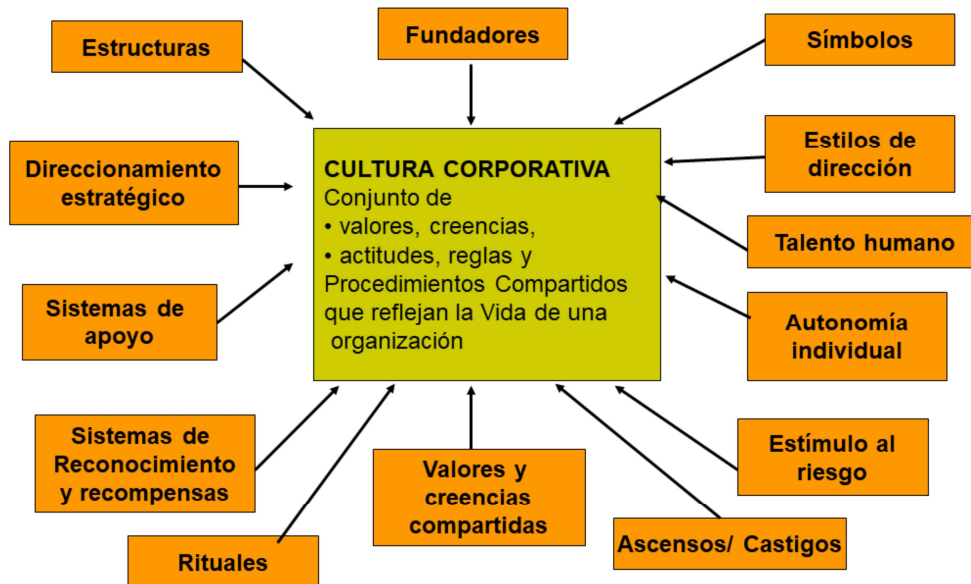 Estructuras
Fundadores
Símbolos
Direccionamiento
estratégico
CULTURA CORPORATIVA
Conjunto de
• valores, creencias,
• actitudes, reglas y
Procedimientos Compartidos
que reflejan la Vida de una
organización
Estilos de
dirección
Talento humano
Sistemas de
apoyo
Autonomía
individual
Sistemas de
Reconocimiento
y recompensas
Valores y
creencias
compartidas
Estímulo al
riesgo
Rituales
Ascensos/ Castigos